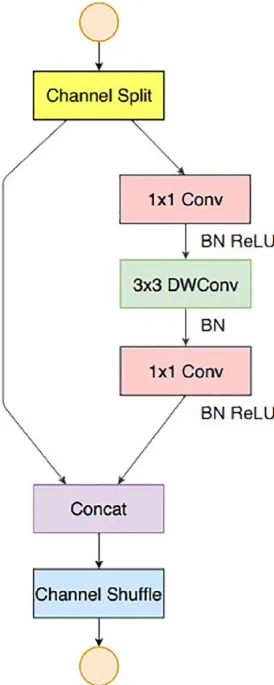 Channel Split
1x1 Conv
BN ReLU
3x3 DWConv
BN
1x1 Conv
BN ReLU
Concat
Channel Shuffle